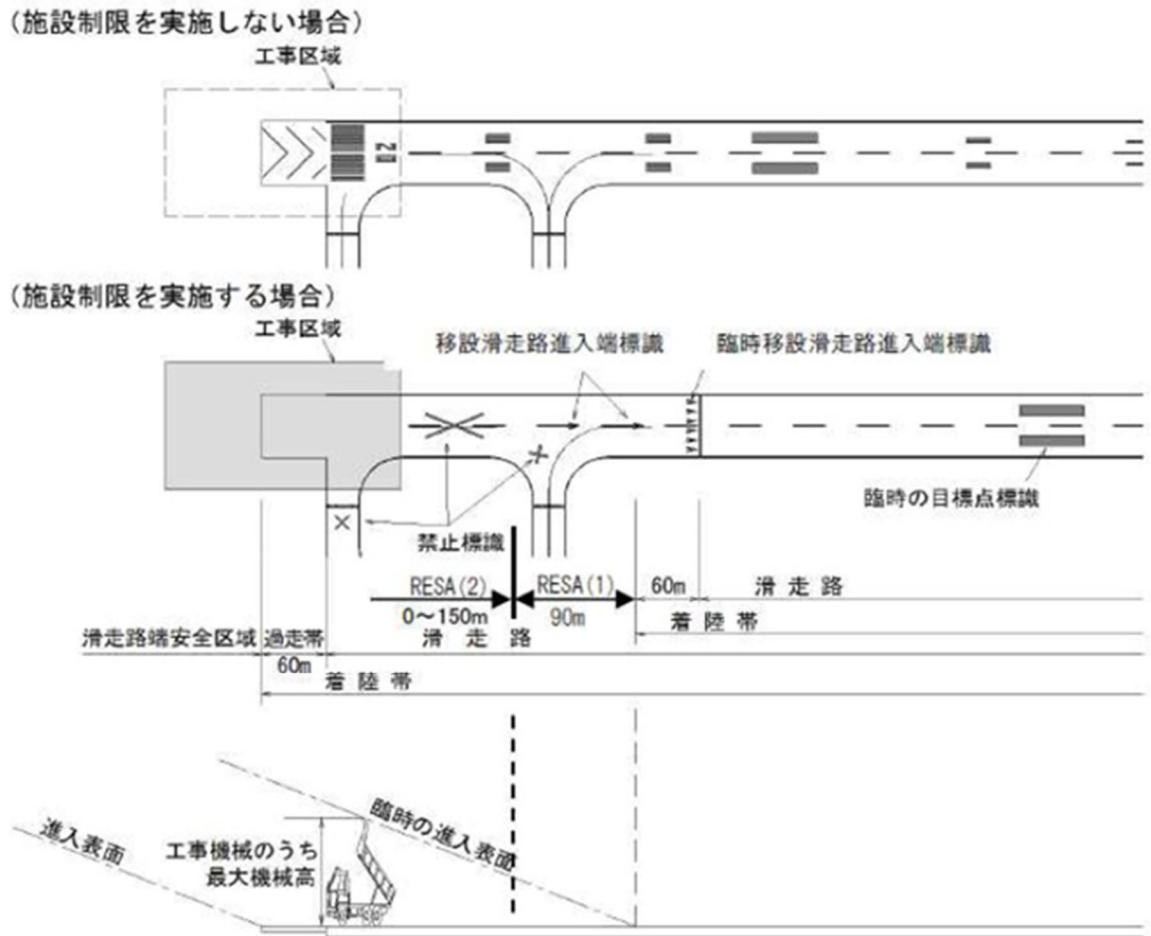 (施設制限を実施しない場合)
工事区域
02
(施設制限を実施する場合)
工事区域
移設滑走路進入端標識
臨時移設滑走路進入端標識
臨時の目標点標識
禁止標識
RESA(2)
RESA(1)
60m
滑走路
0～150m
90m
着陸帯
滑走路端安全区域
過走帯
滑走路
60m
着陸帯
進入表面
臨時の進入表面
工事機械のうち
最大機械高